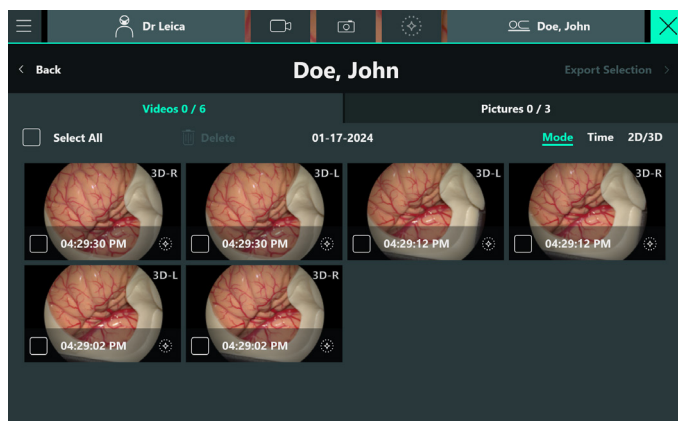 Dr Leica
Doe, John
Back
Doe, John
Export Selection
Videos 0 / 6
Pictures 0 / 3
Select All
Delete
01-17-2024
Mode Time 2D/3D
3D-R
04:29:30 PM
3D-L
04:29:30 PM
3D-L
04:29:12 PM
3D-R
04:29:12 PM
3D-L
04:29:02 PM
3D-R
04:29:02 PM